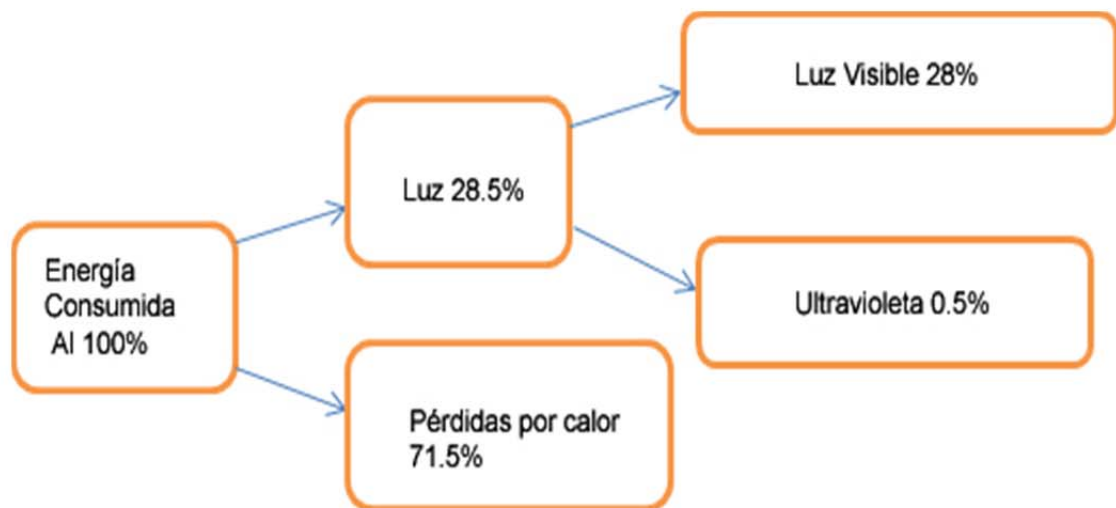 Energía
Consumida
Al 100%
Luz 28.5%
Pérdidas por calor
71.5%
Luz Visible 28%
Ultravioleta 0.5%